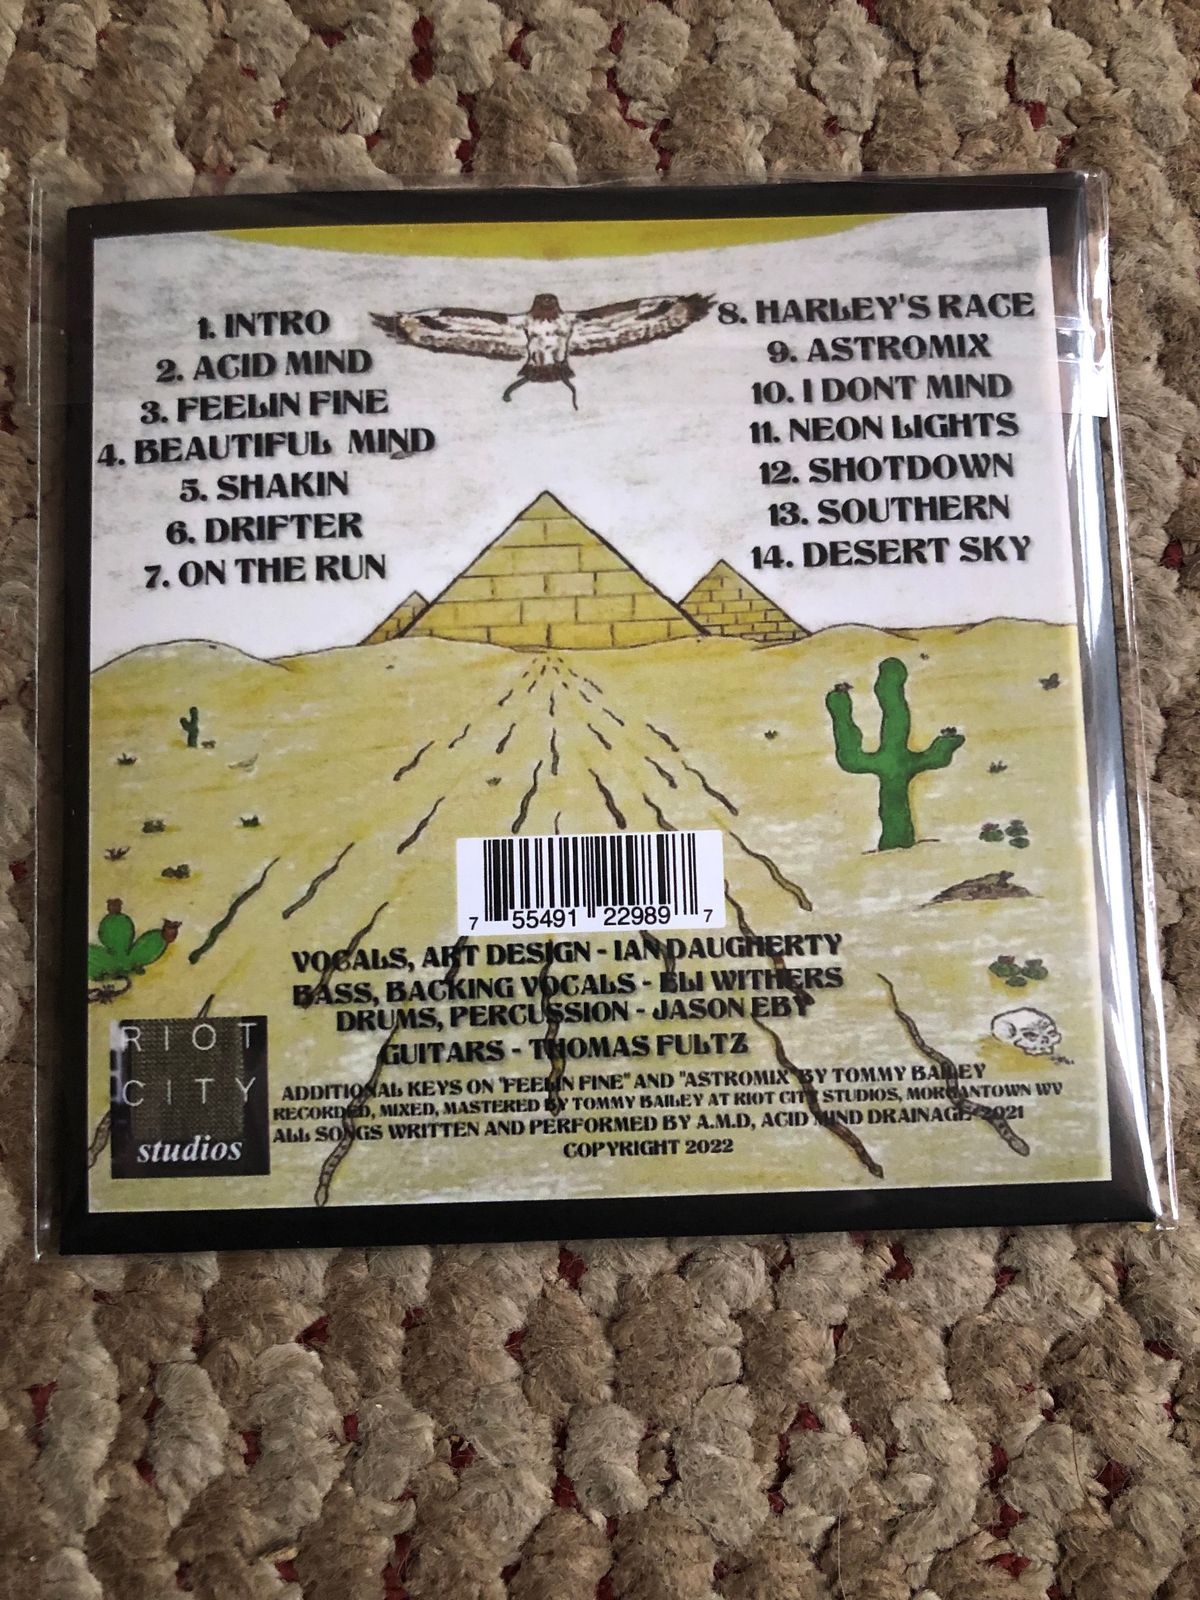 1. INTRO
2. ACID MIND
3. FEELIN FINE
4. BEAUTIFUL MIND
5. SHAKIN
6. DRIFTER
7. ON THE RUN
8. HARLEY'S RACE
9. ASTROMIX
10. I DONT MIND
11. NEON LIGHTS
12. SHOTDOWN
13. SOUTHERN
14. DESERT SKY
7 55491 22989 7
VOCALS, ART DESIGN - IAN DAUGHERTY
BASS, BACKING VOCALS - ELI WITHERS
DRUMS, PERCUSSION - JASON EBY
GUITARS - THOMAS FULTZ
ADDITIONAL KEYS ON "FEELIN FINE" AND "ASTROMIX" BY TOMMY BAILEY
RECORDED, MIXED, MASTERED BY TOMMY BAILEY AT RIOT CITY STUDIOS, MORGANTOWN WV
ALL SONGS WRITTEN AND PERFORMED BY A.M.D, ACID MIND DRAINAGE 2021
COPYRIGHT 2022
RIOT
CITY
studios